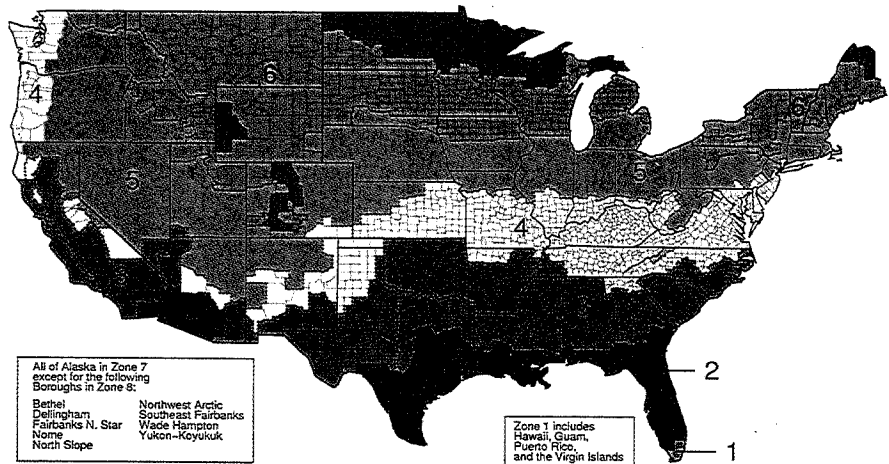 6
4
6
5
5
4
3
2
1
All of Alaska in Zone 7
except for the following
Boroughs in Zone 8:
Bethel Northwest Arctic
Dellingham Southeast Fairbanks
Fairbanks N. Star Wade Hampton
Nome Yukon-Koyukuk
North Slope
Zone 1 includes
Hawaii, Guam,
Puerto Rico,
and the Virgin Islands